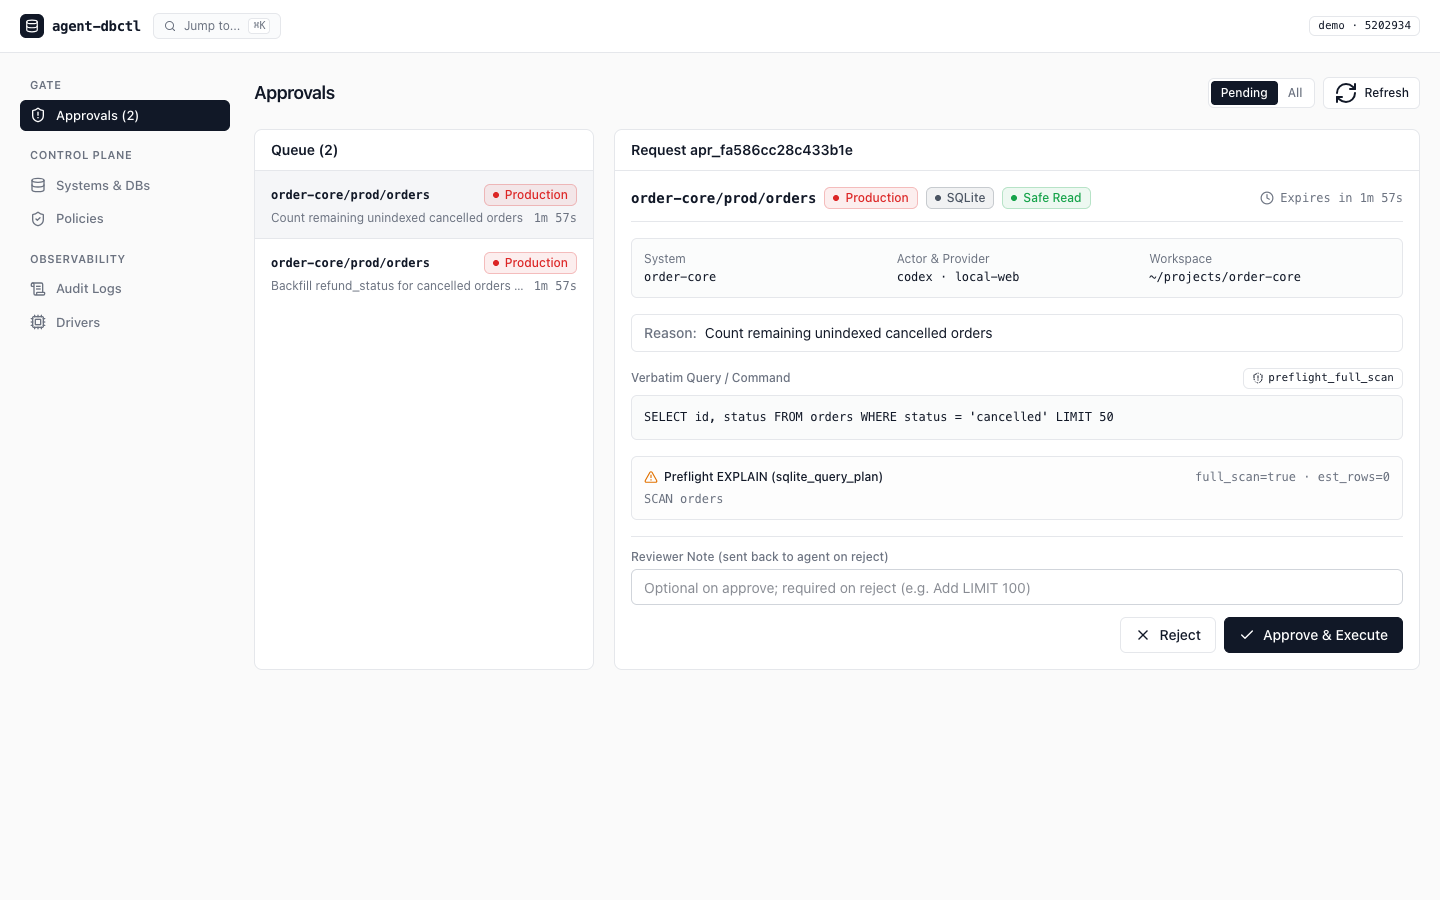 agent-dbctl
Jump to... ⌘K
demo · 5202934
GATE
Approvals (2)
CONTROL PLANE
Systems & DBs
Policies
OBSERVABILITY
Audit Logs
Drivers
Approvals
Pending
All
Refresh
Queue (2)
order-core/prod/orders
Production
Count remaining unindexed cancelled orders 1m 57s
order-core/prod/orders
Production
Backfill refund_status for cancelled orders ... 1m 57s
Request apr_fa586cc28c433b1e
order-core/prod/orders
Production
SQLite
Safe Read
Expires in 1m 57s
System
order-core
Actor & Provider
codex · local-web
Workspace
~/projects/order-core
Reason: Count remaining unindexed cancelled orders
Verbatim Query / Command
preflight_full_scan
SELECT id, status FROM orders WHERE status = 'cancelled' LIMIT 50
Preflight EXPLAIN (sqlite_query_plan)
full_scan=true · est_rows=0
SCAN orders
Reviewer Note (sent back to agent on reject)
Optional on approve; required on reject (e.g. Add LIMIT 100)
Reject
Approve & Execute